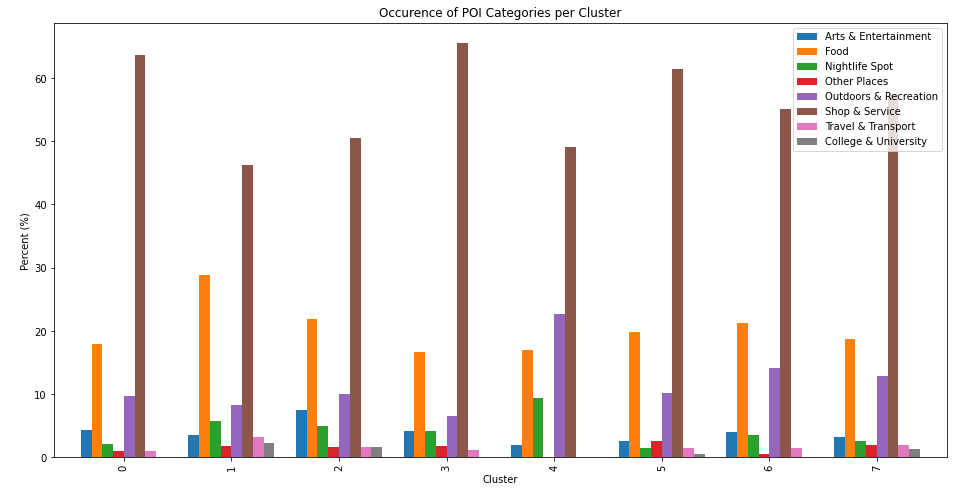 Occurence of POI Categories per Cluster
Arts & Entertainment
Food
Nightlife Spot
Other Places
Outdoors & Recreation
Shop & Service
Travel & Transport
College & University
Percent (%)
60
50
40
30
20
10
0
0
1
2
3
4
5
6
7
Cluster